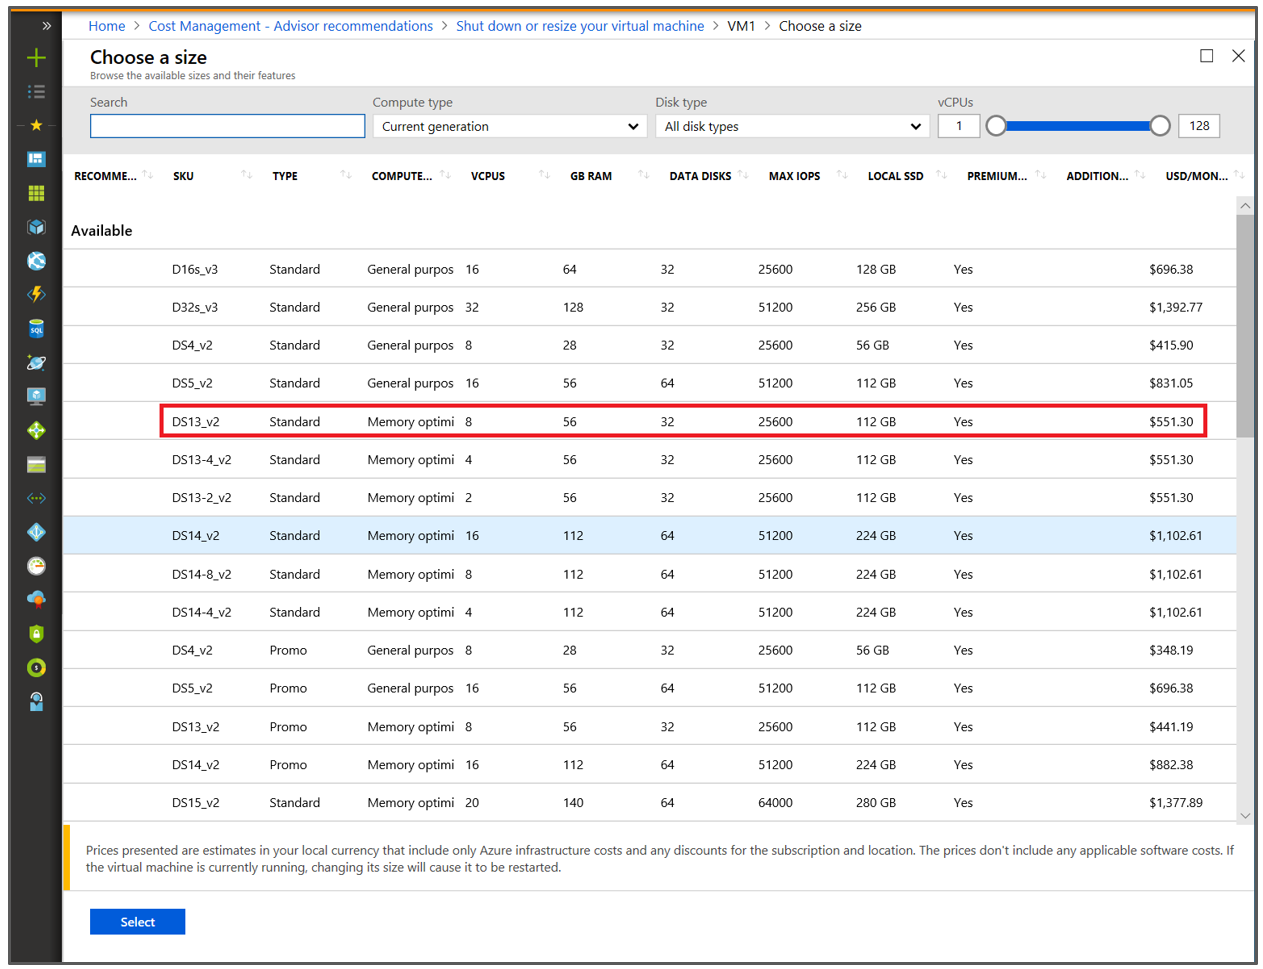 Home > Cost Management - Advisor recommendations > Shut down or resize your virtual machine > VM1 > Choose a size
Choose a size
Browse the available sizes and their features
Search Compute type Disk type vCPUs
Current generation All disk types 1 128
RECOMME... SKU TYPE COMPUTE... VCPUS GB RAM DATA DISKS MAX IOPS LOCAL SSD PREMIUM... ADDITION... USD/MON...
Available
D16s_v3 Standard General purpos 16 64 32 25600 128 GB Yes $696.38
D32s_v3 Standard General purpos 32 128 32 51200 256 GB Yes $1,392.77
DS4_v2 Standard General purpos 8 28 32 25600 56 GB Yes $415.90
DS5_v2 Standard General purpos 16 56 64 51200 112 GB Yes $831.05
DS13_v2 Standard Memory optimi 8 56 32 25600 112 GB Yes $551.30
DS13-4_v2 Standard Memory optimi 4 56 32 25600 112 GB Yes $551.30
DS13-2_v2 Standard Memory optimi 2 56 32 25600 112 GB Yes $551.30
DS14_v2 Standard Memory optimi 16 112 64 51200 224 GB Yes $1,102.61
DS14-8_v2 Standard Memory optimi 8 112 64 51200 224 GB Yes $1,102.61
DS14-4_v2 Standard Memory optimi 4 112 64 51200 224 GB Yes $1,102.61
DS4_v2 Promo General purpos 8 28 32 25600 56 GB Yes $348.19
DS5_v2 Promo General purpos 16 56 64 51200 112 GB Yes $696.38
DS13_v2 Promo Memory optimi 8 56 32 25600 112 GB Yes $441.19
DS14_v2 Promo Memory optimi 16 112 64 51200 224 GB Yes $882.38
DS15_v2 Standard Memory optimi 20 140 64 64000 280 GB Yes $1,377.89
Prices presented are estimates in your local currency that include only Azure infrastructure costs and any discounts for the subscription and location. The prices don't include any applicable software costs. If
the virtual machine is currently running, changing its size will cause it to be restarted.
Select
SQL